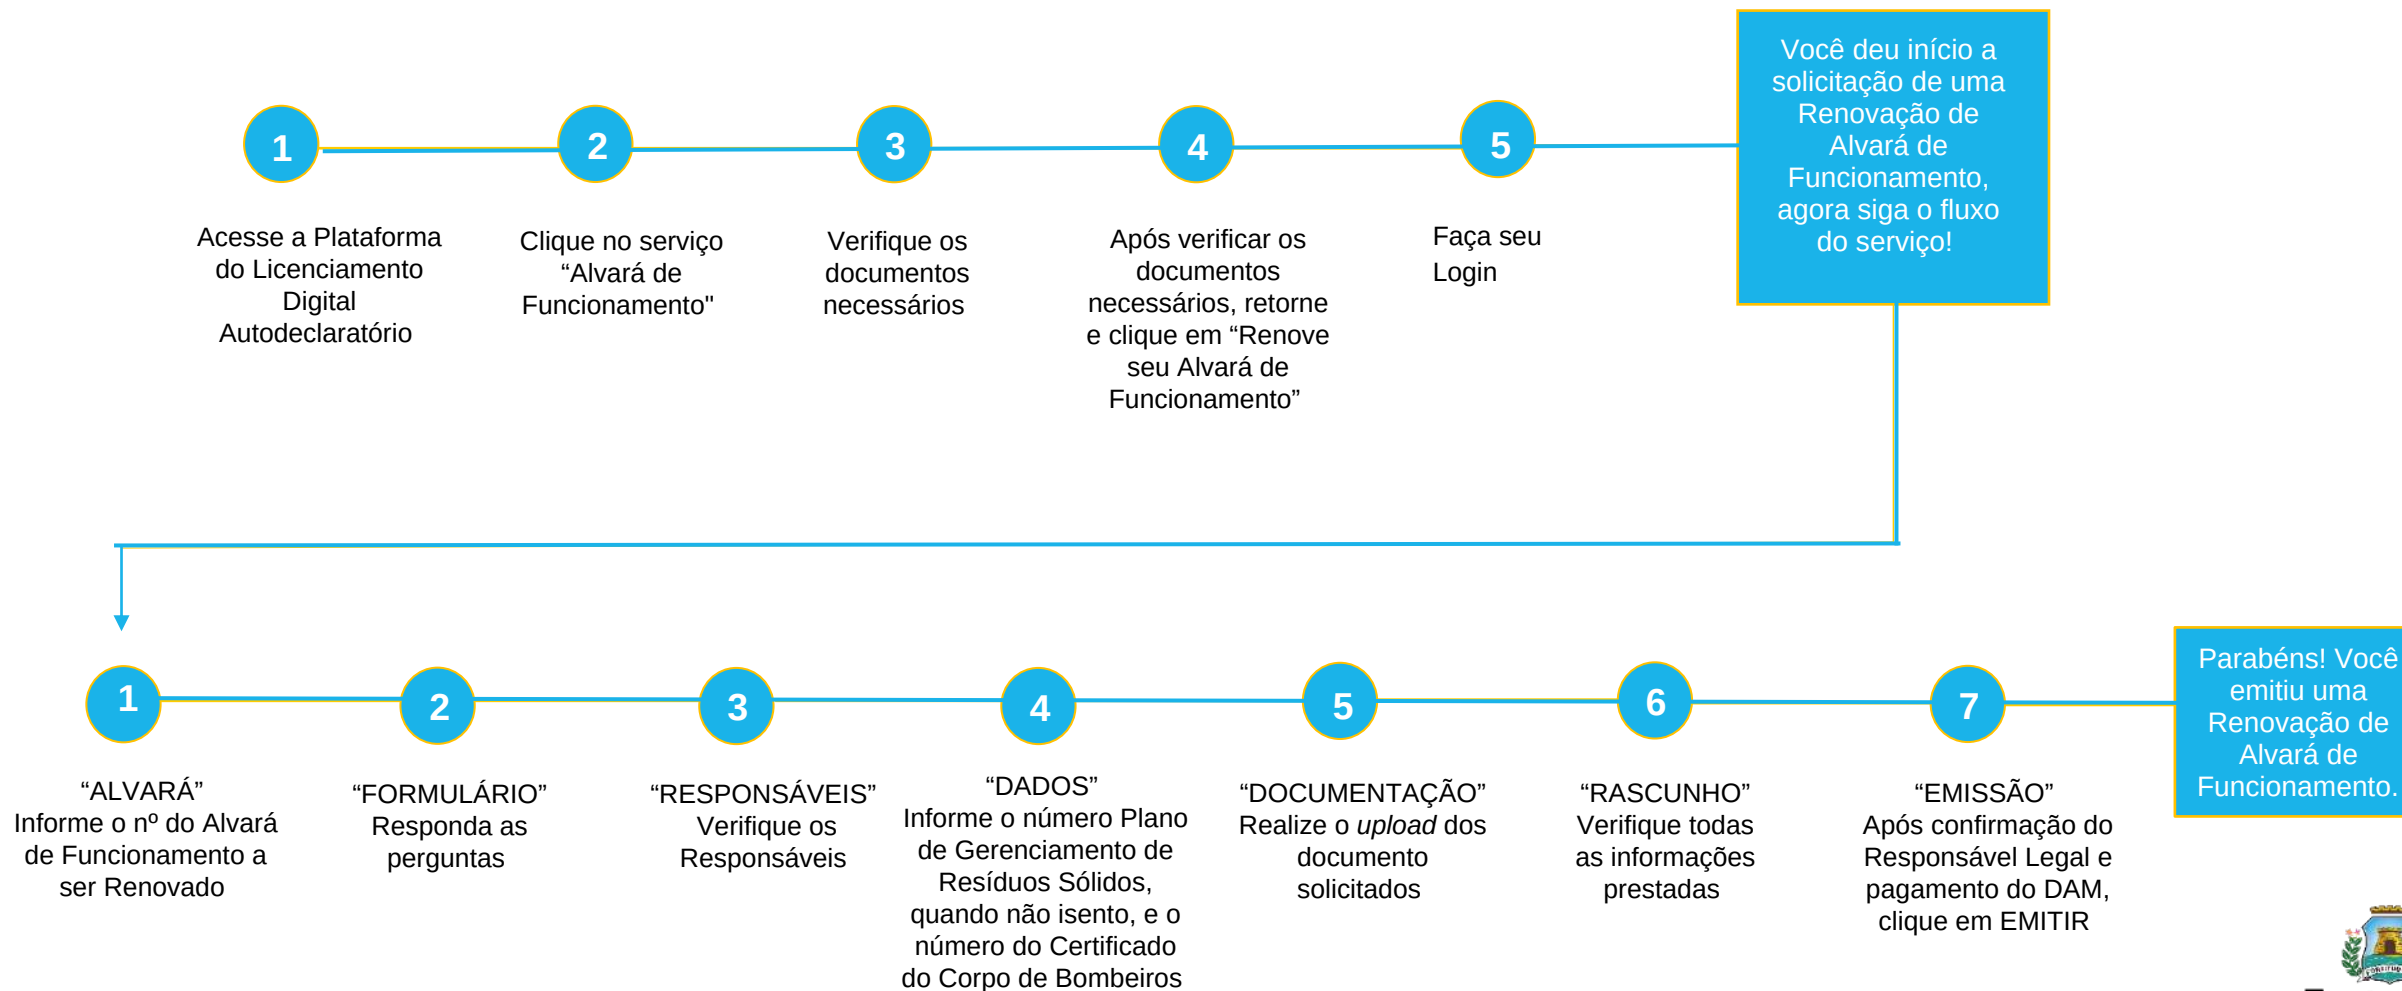 1
Acesse a Plataforma
do Licenciamento
Digital
Autodeclaratório
2
Clique no serviço
“Alvará de
Funcionamento"
3
Verifique os
documentos
necessários
4
Após verificar os
documentos
necessários, retorne
e clique em “Renove
seu Alvará de
Funcionamento”
5
Faça seu
Login
Você deu início a
solicitação de uma
Renovação de
Alvará de
Funcionamento,
agora siga o fluxo
do serviço!
1
“ALVARÁ”
Informe o nº do Alvará
de Funcionamento a
ser Renovado
2
“FORMULÁRIO”
Responda as
perguntas
3
“RESPONSÁVEIS”
Verifique os
Responsáveis
4
“DADOS”
Informe o número Plano
de Gerenciamento de
Resíduos Sólidos,
quando não isento, e o
número do Certificado
do Corpo de Bombeiros
5
“DOCUMENTAÇÃO”
Realize o upload dos
documento
solicitados
6
“RASCUNHO”
Verifique todas
as informações
prestadas
7
“EMISSÃO”
Após confirmação do
Responsável Legal e
pagamento do DAM,
clique em EMITIR
Parabéns! Você
emitiu uma
Renovação de
Alvará de
Funcionamento.